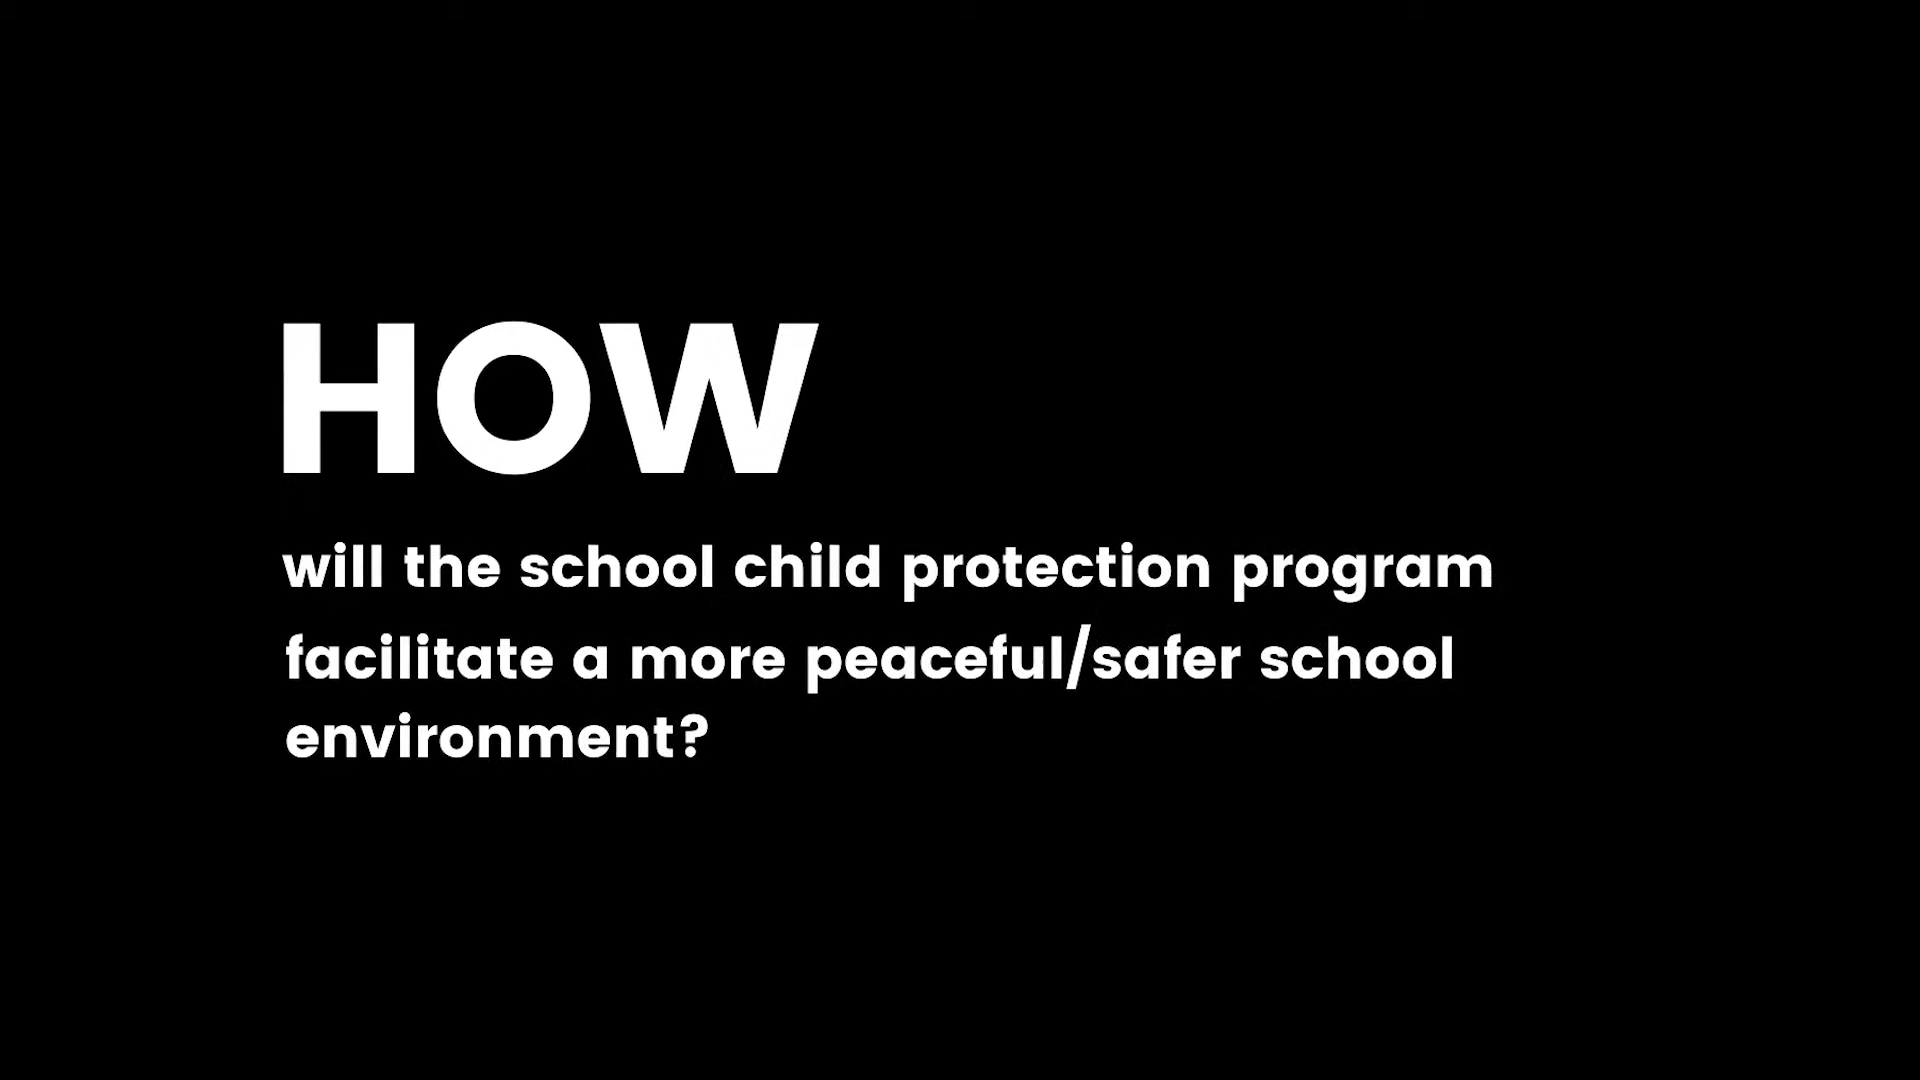 HOW
will the school child protection program
facilitate a more peaceful/safer school
environment?